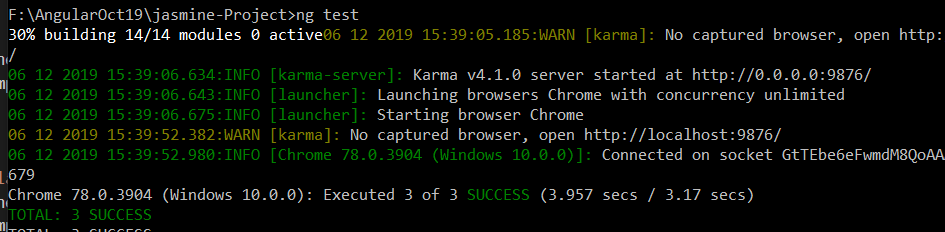 F:\AngularOct19\jasmine-Project>ng test
30% building 14/14 modules 0 active06 12 2019 15:39:05.185:WARN [karma]: No captured browser, open http:
/
06 12 2019 15:39:06.634:INFO [karma-server]: Karma v4.1.0 server started at http://0.0.0.0:9876/
06 12 2019 15:39:06.643:INFO [launcher]: Launching browsers Chrome with concurrency unlimited
06 12 2019 15:39:06.675:INFO [launcher]: Starting browser Chrome
06 12 2019 15:39:52.382:WARN [karma]: No captured browser, open http://localhost:9876/
06 12 2019 15:39:52.980:INFO [Chrome 78.0.3904 (Windows 10.0.0)]: Connected on socket GtTEbe6eFwmdM8QoAA
679
Chrome 78.0.3904 (Windows 10.0.0): Executed 3 of 3 SUCCESS (3.957 secs / 3.17 secs)
TOTAL: 3 SUCCESS
TOTAL: 3 SUCCESS